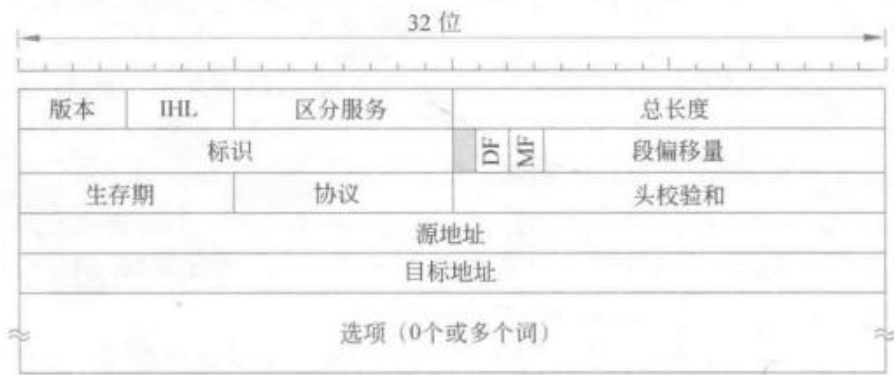 32 位
版本 IHL 区分服务 总长度
标识 DF MF 段偏移量
生存期 协议 头校验和
源地址
目标地址
选项（0个或多个词）